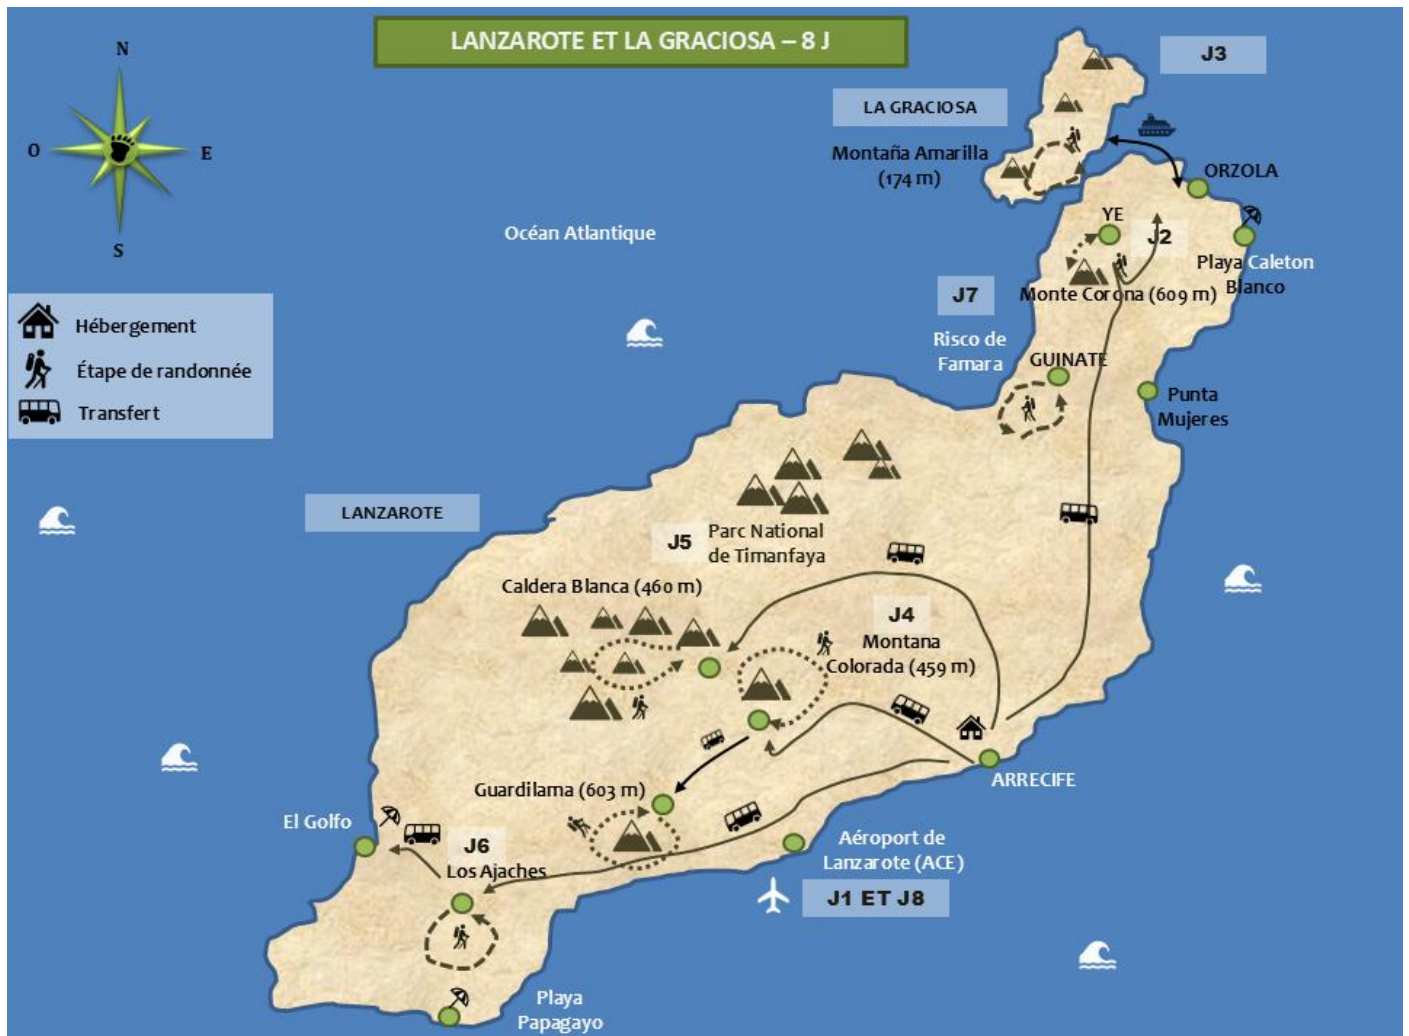 LANZAROTE ET LA GRACIOSA – 8 J
N
O
E
S
J3
LA GRACIOSA
Montaña Amarilla
(174 m)
ORZOLA
Océan Atlantique
YE
J2
Playa Caleton
Blanco
Monte Corona (609 m)
J7
Hébergement
Étape de randonnée
Transfert
Risco de
Famara
GUINATE
Punta
Mujeres
LANZAROTE
J5
Parc National
de Timanfaya
Caldera Blanca (460 m)
J4
Montana
Colorada (459 m)
ARRECIFE
Guardilama (603 m)
El Golfo
J6
Los Ajaches
Aéroport de
Lanzarote (ACE)
J1 ET J8
Playa
Papagayo